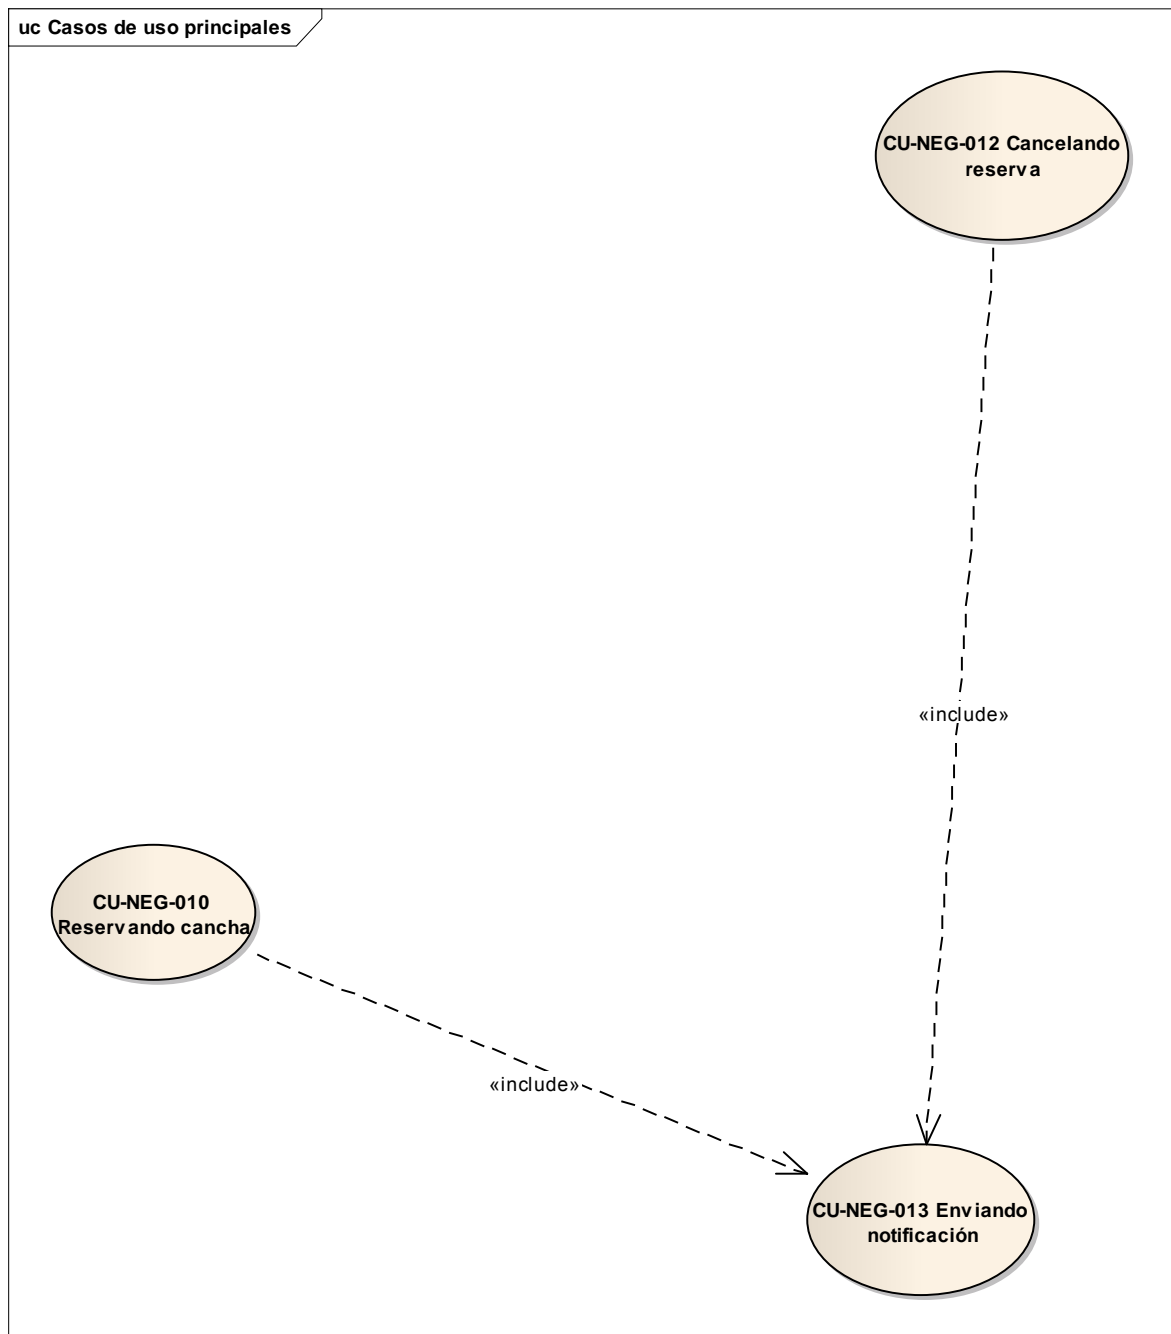 uc Casos de uso principales
CU-NEG-012 Cancelando
reserva
«include»
CU-NEG-010
Reservando cancha
«include»
CU-NEG-013 Enviando
notificación